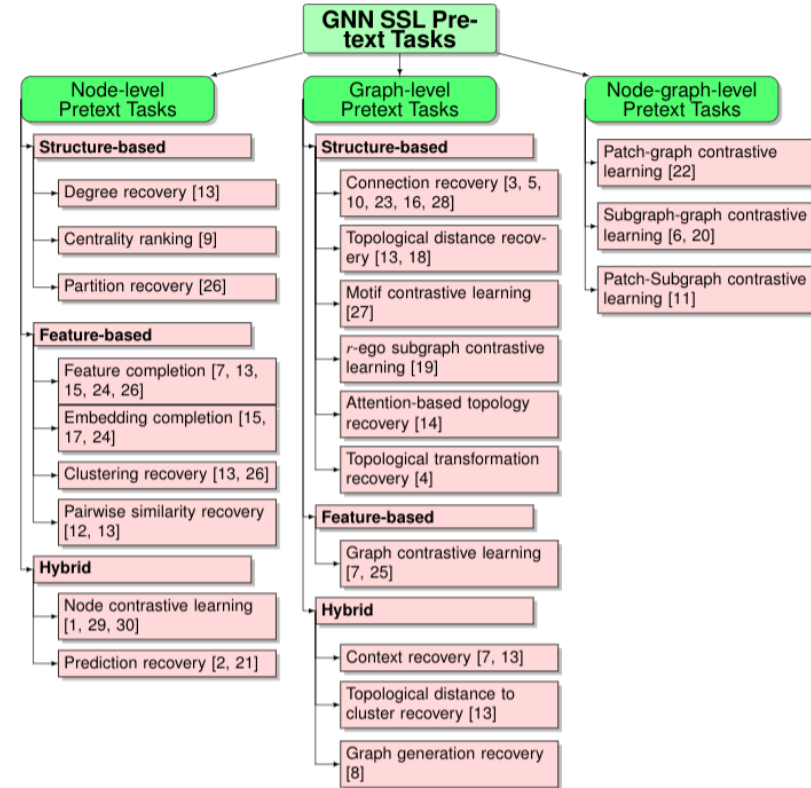 GNN SSL Pre-
text Tasks
Node-level
Pretext Tasks
Structure-based
Degree recovery [13]
Centrality ranking [9]
Partition recovery [26]
Feature-based
Feature completion [7, 13,
15, 24, 26]
Embedding completion [15,
17, 24]
Clustering recovery [13, 26]
Pairwise similarity recovery
[12, 13]
Hybrid
Node contrastive learning
[1, 29, 30]
Prediction recovery [2, 21]
Graph-level
Pretext Tasks
Structure-based
Connection recovery [3, 5,
10, 23, 16, 28]
Topological distance recov-
ery [13, 18]
Motif contrastive learning
[27]
r-ego subgraph contrastive
learning [19]
Attention-based topology
recovery [14]
Topological transformation
recovery [4]
Feature-based
Graph contrastive learning
[7, 25]
Hybrid
Context recovery [7, 13]
Topological distance to
cluster recovery [13]
Graph generation recovery
[8]
Node-graph-level
Pretext Tasks
Patch-graph contrastive
learning [22]
Subgraph-graph contrastive
learning [6, 20]
Patch-Subgraph contrastive
learning [11]